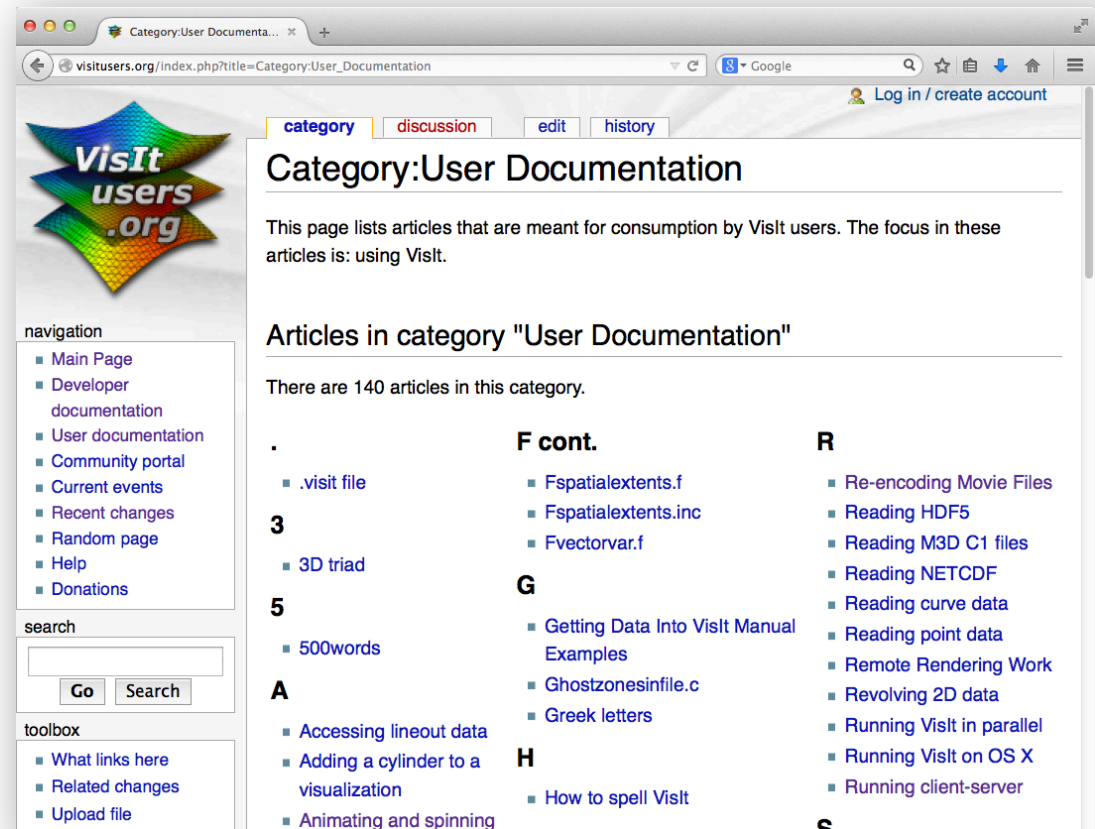 Category:User Documenta...
visitusers.org/index.php?title=Category:User_Documentation
Google
Log in / create account
VisIt
users
.org
category
discussion
edit
history
Category:User Documentation
This page lists articles that are meant for consumption by VisIt users. The focus in these
articles is: using VisIt.
Articles in category "User Documentation"
There are 140 articles in this category.
navigation
Main Page
Developer
documentation
User documentation
Community portal
Current events
Recent changes
Random page
Help
Donations
search
Go
Search
toolbox
What links here
Related changes
Upload file
.
.visit file
3
3D triad
5
500words
A
Accessing lineout data
Adding a cylinder to a
visualization
Animating and spinning
F cont.
Fspatialextents.f
Fspatialextents.inc
Fvectorvar.f
G
Getting Data Into VisIt Manual
Examples
Ghostzonesinfile.c
Greek letters
H
How to spell VisIt
R
Re-encoding Movie Files
Reading HDF5
Reading M3D C1 files
Reading NETCDF
Reading curve data
Reading point data
Remote Rendering Work
Revolving 2D data
Running VisIt in parallel
Running VisIt on OS X
Running client-server
S